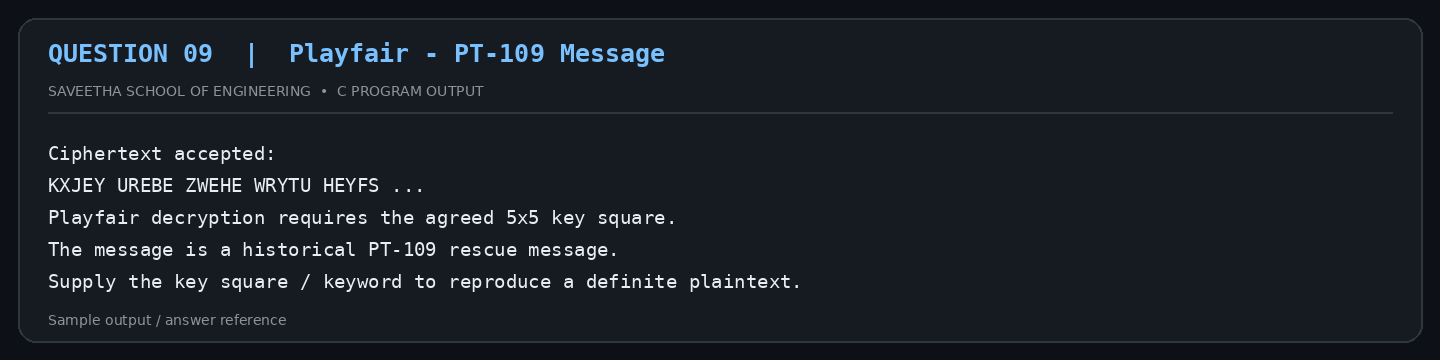 QUESTION 09 | Playfair - PT-109 Message
SAVEETHA SCHOOL OF ENGINEERING • C PROGRAM OUTPUT
Ciphertext accepted:
KXJEY UREBE ZWEHE WRYTU HEYFS ...
Playfair decryption requires the agreed 5x5 key square.
The message is a historical PT-109 rescue message.
Supply the key square / keyword to reproduce a definite plaintext.
Sample output / answer reference